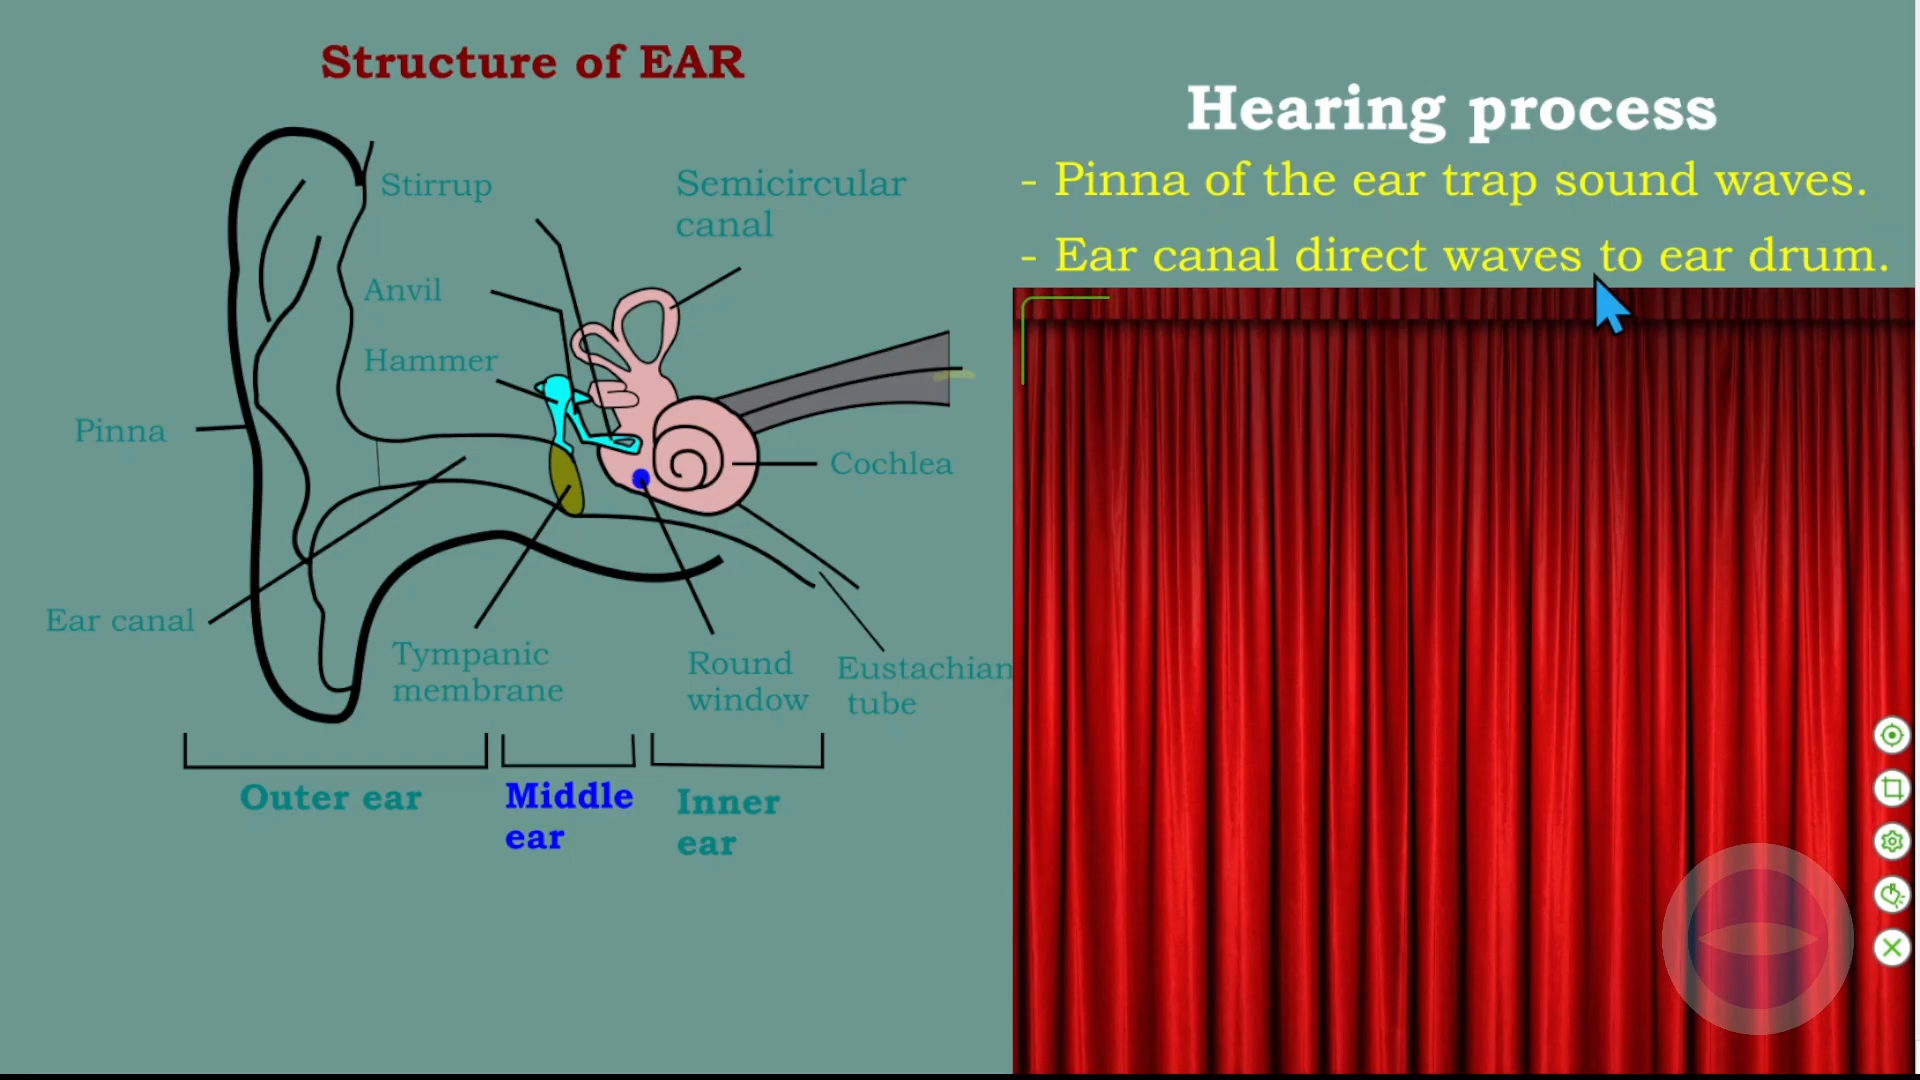 Structure of EAR
Stirrup
Semicircular
canal
Anvil
Hammer
Pinna
Cochlea
Ear canal
Tympanic
membrane
Round
window
Eustachian
tube
Outer ear
Middle
ear
Inner
ear
Hearing process
- Pinna of the ear trap sound waves.
- Ear canal direct waves to ear drum.